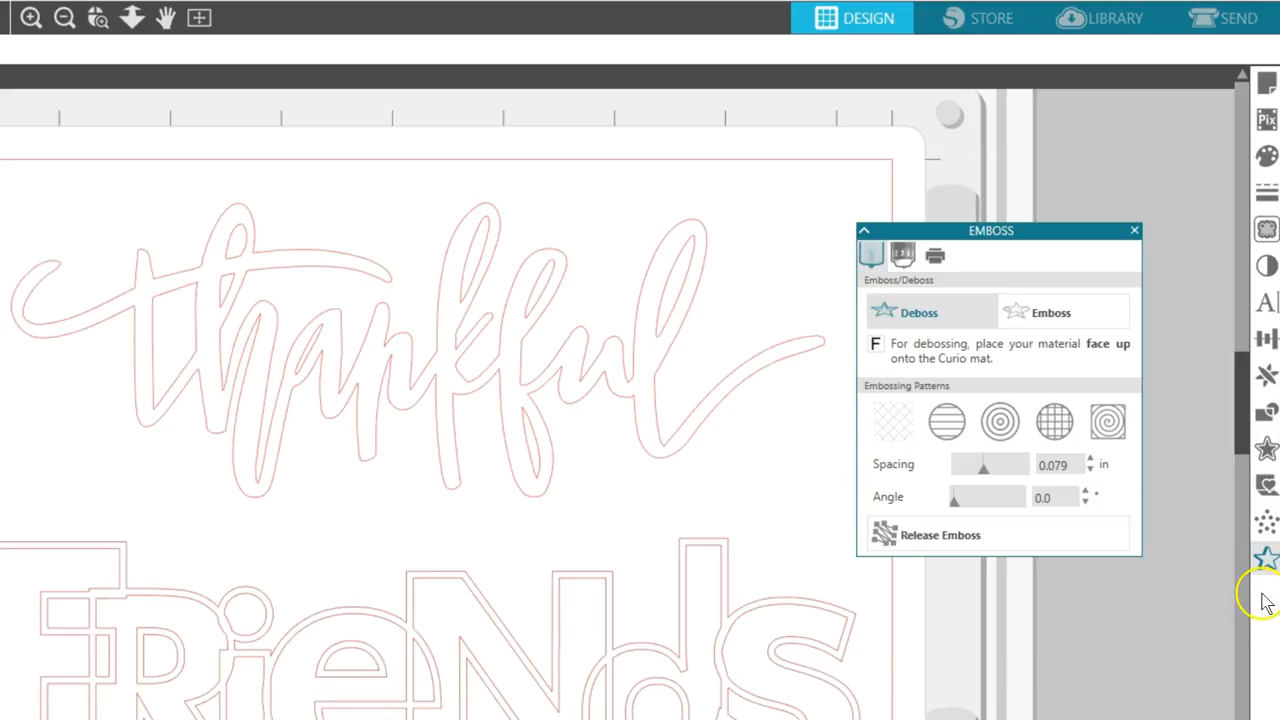 DESIGN
STORE
LIBRARY
SEND
Pix
thankful
EMBOSS
Emboss/Deboss
Deboss
Emboss
F
For debossing, place your material face up
onto the Curio mat.
Embossing Patterns
Spacing
0.079
in
Angle
0.0
°
Release Emboss
A
FRieNds